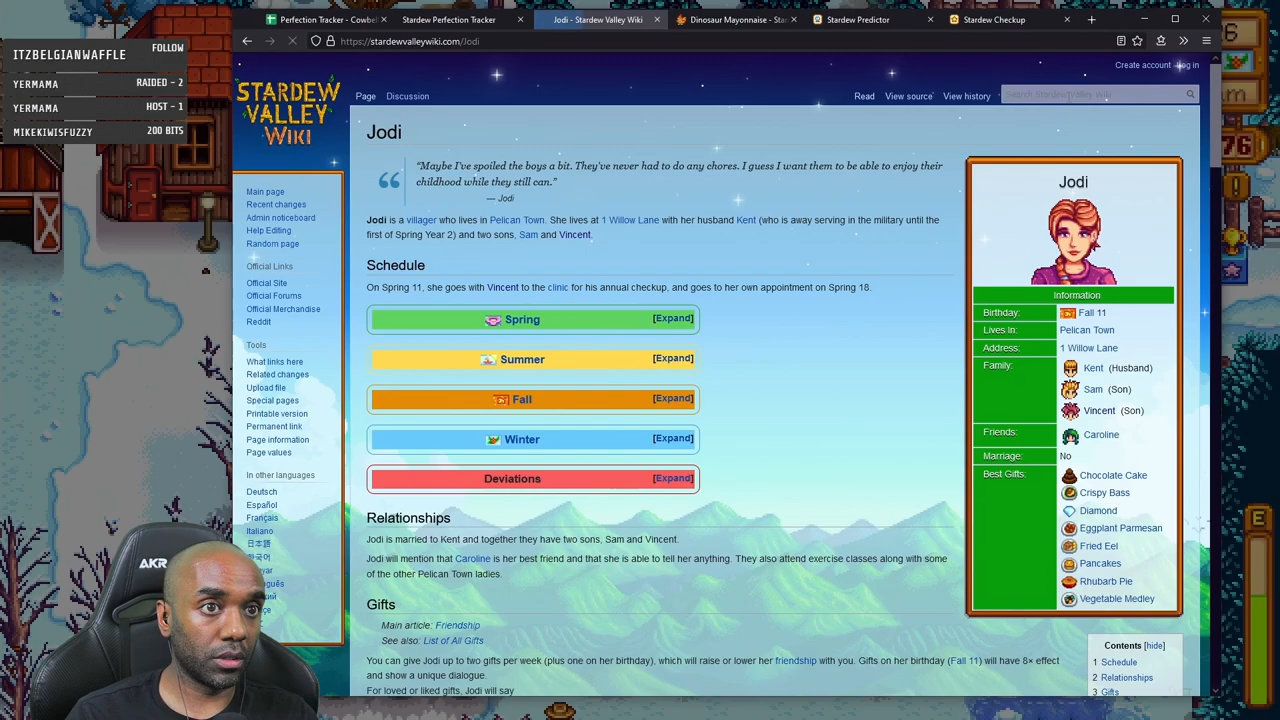 Perfection Tracker - Cowbel
Stardew Perfection Tracker
Jodi - Stardew Valley Wiki
Dinosaur Mayonnaise - Star
Stardew Predictor
Stardew Checkup
https://stardewvalleywiki.com/Jodi
ITZBELGIANWAFFLE
FOLLOW
YERMAMA
RAIDED - 2
YERMAMA
HOST - 1
MIKEKIWISFUZZY
200 BITS
STARDEW
VALLEY
WIKI
Create account
Log in
Page
Discussion
Read
View source
View history
Search Stardew Valley Wiki
Main page
Recent changes
Admin noticeboard
Help Editing
Random page
Official Links
Official Site
Official Forums
Official Merchandise
Reddit
Tools
What links here
Related changes
Upload file
Special pages
Printable version
Permanent link
Page information
Page values
In other languages
Deutsch
Español
Français
Italiano
日本語
한국어
AKR
Jodi
“Maybe I've spoiled the boys a bit. They've never had to do any chores. I guess I want them to be able to enjoy their
childhood while they still can.”
— Jodi
Jodi is a villager who lives in Pelican Town. She lives at 1 Willow Lane with her husband Kent (who is away serving in the military until the
first of Spring Year 2) and two sons, Sam and Vincent.
Schedule
On Spring 11, she goes with Vincent to the clinic for his annual checkup, and goes to her own appointment on Spring 18.
Spring [Expand]
Summer [Expand]
Fall [Expand]
Winter [Expand]
Deviations [Expand]
Relationships
Jodi is married to Kent and together they have two sons, Sam and Vincent.
Jodi will mention that Caroline is her best friend and that she is able to tell her anything. They also attend exercise classes along with some
of the other Pelican Town ladies.
Gifts
Main article: Friendship
See also: List of All Gifts
You can give Jodi up to two gifts per week (plus one on her birthday), which will raise or lower her friendship with you. Gifts on her birthday (Fall 11) will have 8× effect
and show a unique dialogue.
For loved or liked gifts, Jodi will say
Jodi
Information
Birthday: Fall 11
Lives In: Pelican Town
Address: 1 Willow Lane
Family: Kent (Husband)
Sam (Son)
Vincent (Son)
Friends: Caroline
Marriage: No
Best Gifts: Chocolate Cake
Crispy Bass
Diamond
Eggplant Parmesan
Fried Eel
Pancakes
Rhubarb Pie
Vegetable Medley
Contents [hide]
1 Schedule
2 Relationships
3 Gifts
E